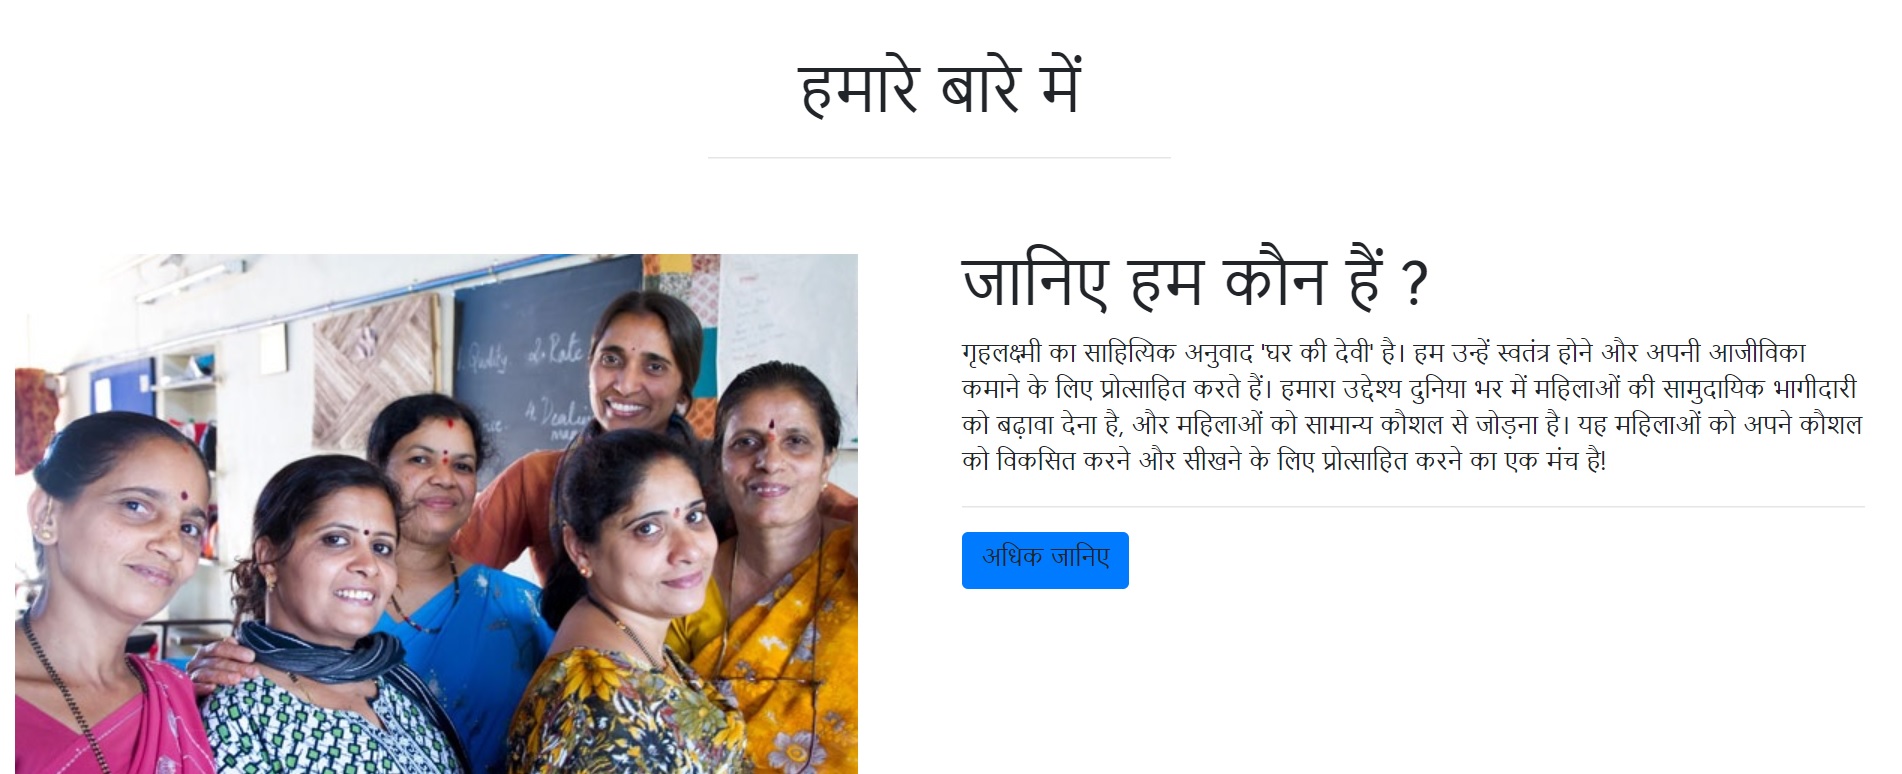 हमारे बारे में
जानिए हम कौन हैं ?
गृहलक्ष्मी का साहित्यिक अनुवाद 'घर की देवी' है। हम उन्हें स्वतंत्र होने और अपनी आजीविका
कमाने के लिए प्रोत्साहित करते हैं। हमारा उद्देश्य दुनिया भर में महिलाओं की सामुदायिक भागीदारी
को बढ़ावा देना है, और महिलाओं को सामान्य कौशल से जोड़ना है। यह महिलाओं को अपने कौशल
को विकसित करने और सीखने के लिए प्रोत्साहित करने का एक मंच है!
अधिक जानिए
1. Quality 2. Rate
4. Dealing